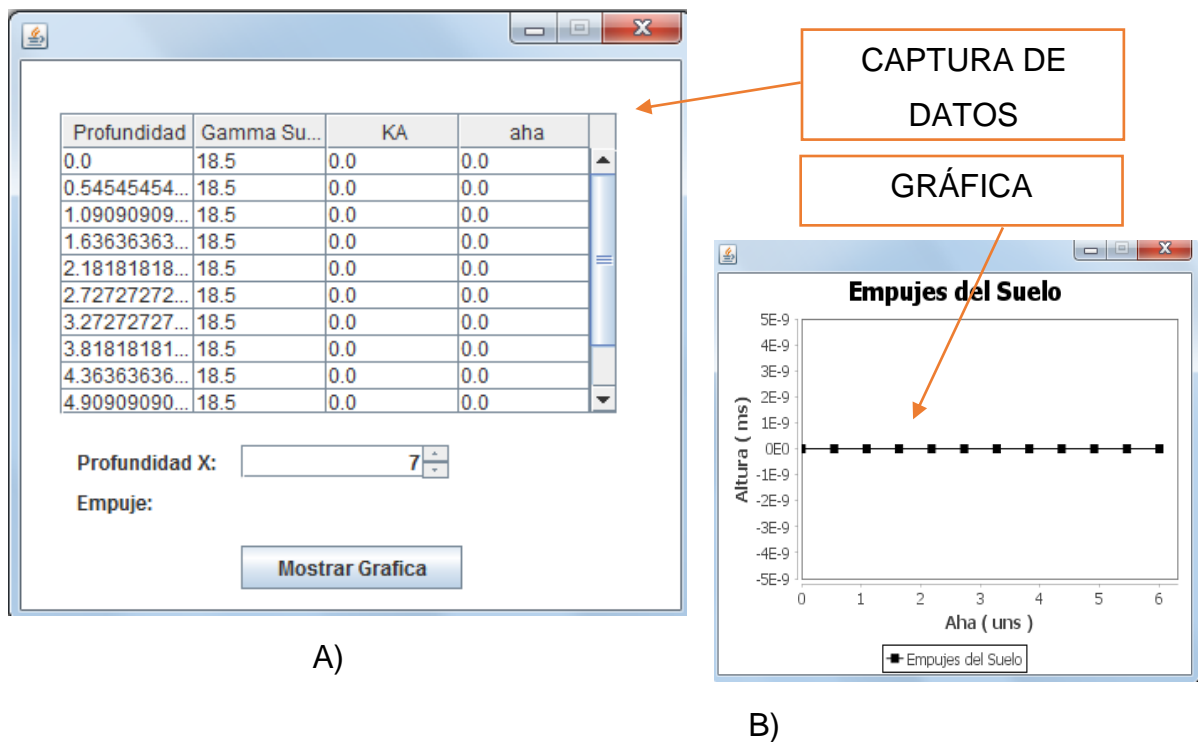 Profundidad Gamma Su... KA aha
0.0 18.5 0.0 0.0
0.54545454... 18.5 0.0 0.0
1.09090909... 18.5 0.0 0.0
1.63636363... 18.5 0.0 0.0
2.18181818... 18.5 0.0 0.0
2.72727272... 18.5 0.0 0.0
3.27272727... 18.5 0.0 0.0
3.81818181... 18.5 0.0 0.0
4.36363636... 18.5 0.0 0.0
4.90909090... 18.5 0.0 0.0
Profundidad X: 7
Empuje:
Mostrar Grafica
A)
CAPTURA DE
DATOS
GRÁFICA
Empujes del Suelo
5E-9
4E-9
3E-9
2E-9
1E-9
0E0
-1E-9
-2E-9
-3E-9
-4E-9
-5E-9
Altura ( ms)
0 1 2 3 4 5 6
Aha ( uns )
Empujes del Suelo
B)